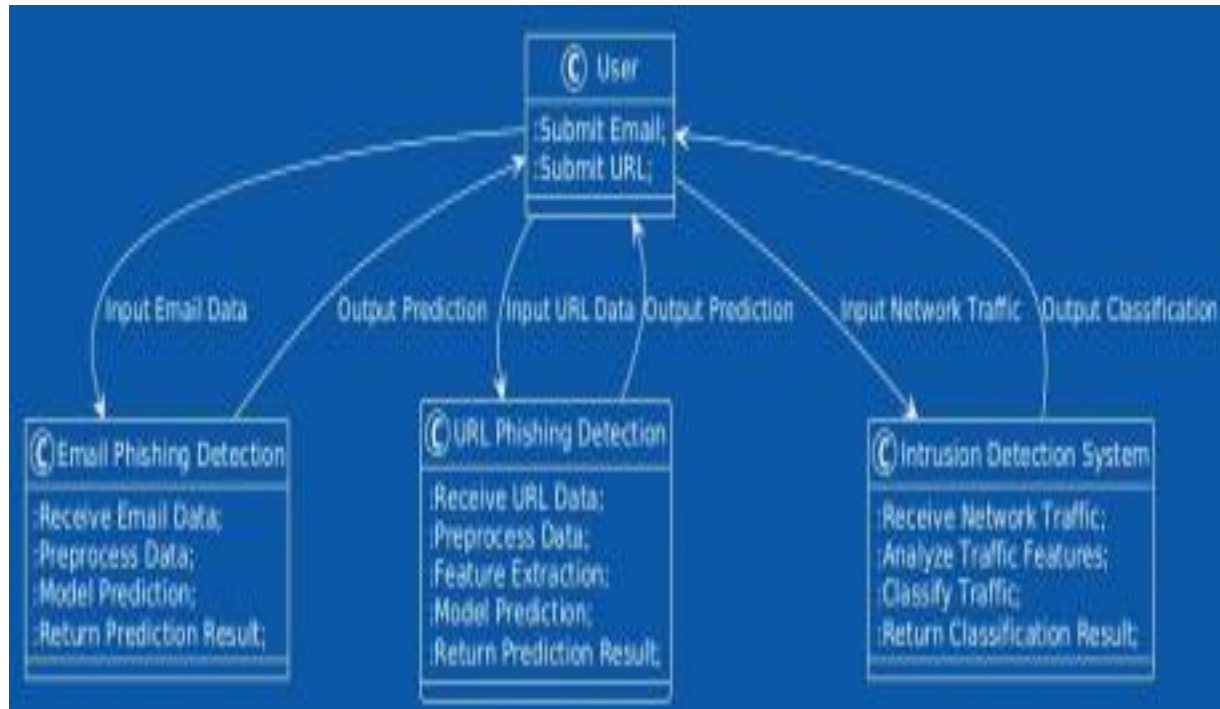 C User
:Submit Email;
:Submit URL;
Input Email Data
Output Prediction
Input URL Data
Output Prediction
Input Network Traffic
Output Classification
C Email Phishing Detection
:Receive Email Data;
:Preprocess Data;
:Model Prediction;
:Return Prediction Result;
C URL Phishing Detection
:Receive URL Data;
:Preprocess Data;
:Feature Extraction;
:Model Prediction;
:Return Prediction Result;
C Intrusion Detection System
:Receive Network Traffic;
:Analyze Traffic Features;
:Classify Traffic;
:Return Classification Result;